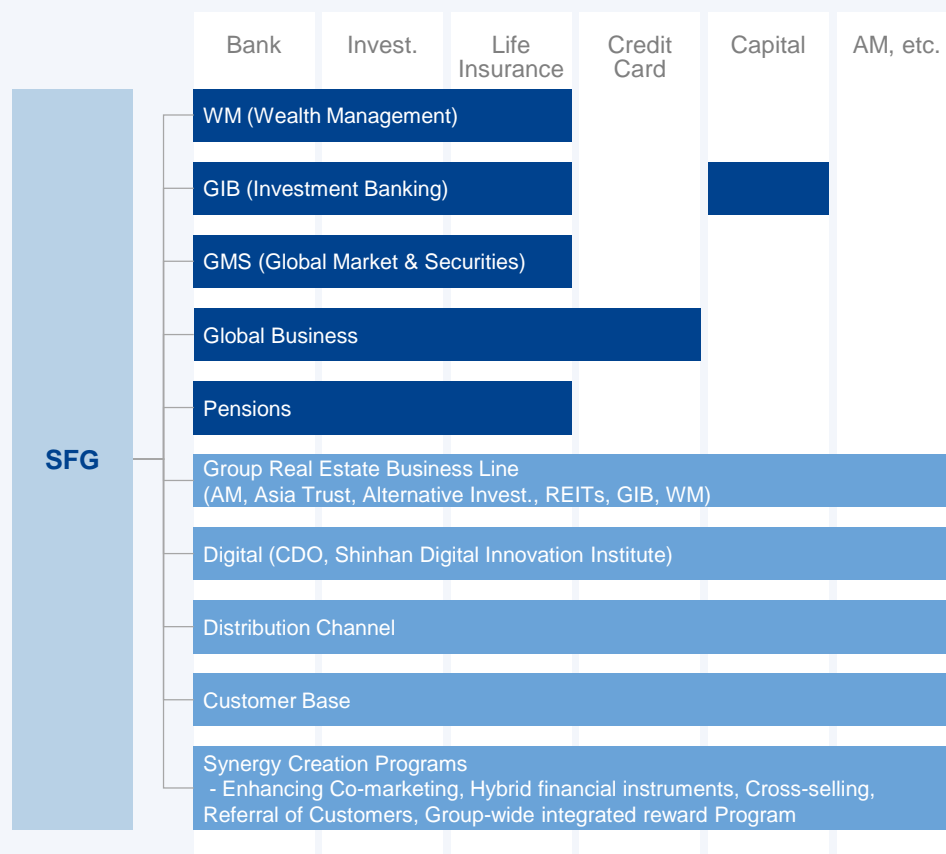 Bank
Invest.
Life
Insurance
Credit
Card
Capital
AM, etc.
SFG
WM (Wealth Management)
GIB (Investment Banking)
GMS (Global Market & Securities)
Global Business
Pensions
Group Real Estate Business Line
(AM, Asia Trust, Alternative Invest., REITs, GIB, WM)
Digital (CDO, Shinhan Digital Innovation Institute)
Distribution Channel
Customer Base
Synergy Creation Programs
- Enhancing Co-marketing, Hybrid financial instruments, Cross-selling,
Referral of Customers, Group-wide integrated reward Program